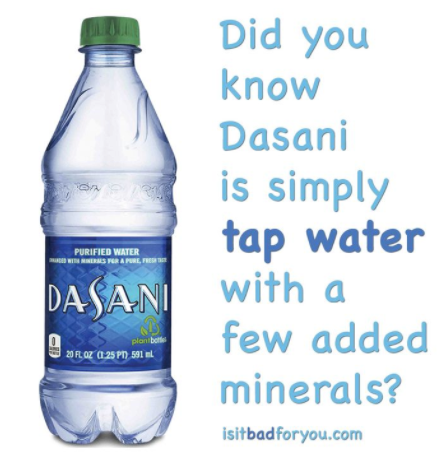 Did you
know
Dasani
is simply
tap water
with a
few added
minerals?
isitbadforyou.com
PURIFIED WATER
ENHANCED WITH MINERALS FOR A PURE, FRESH TASTE
DASANI
plantbottle
20 FL OZ (1.25 PT) 591 mL
0